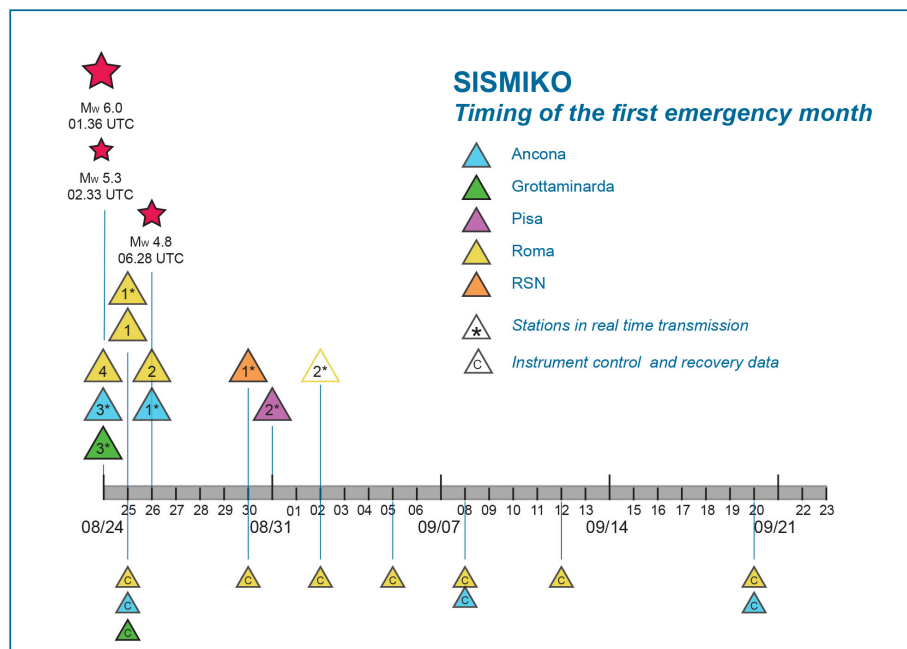 Mw 6.0
01.36 UTC
Mw 5.3
02.33 UTC
Mw 4.8
06.28 UTC
SISMIKO
Timing of the first emergency month
Ancona
Grottaminarda
Pisa
Roma
RSN
* Stations in real time transmission
C Instrument control and recovery data
1*
1
4 2 1* 2*
3* 1* 2*
3*
25 26 27 28 29 30 01 02 03 04 05 06 08 09 10 11 12 13 15 16 17 18 19 20 22 23
08/24 08/31 09/07 09/14 09/21
C C C C C C C
C C C
C